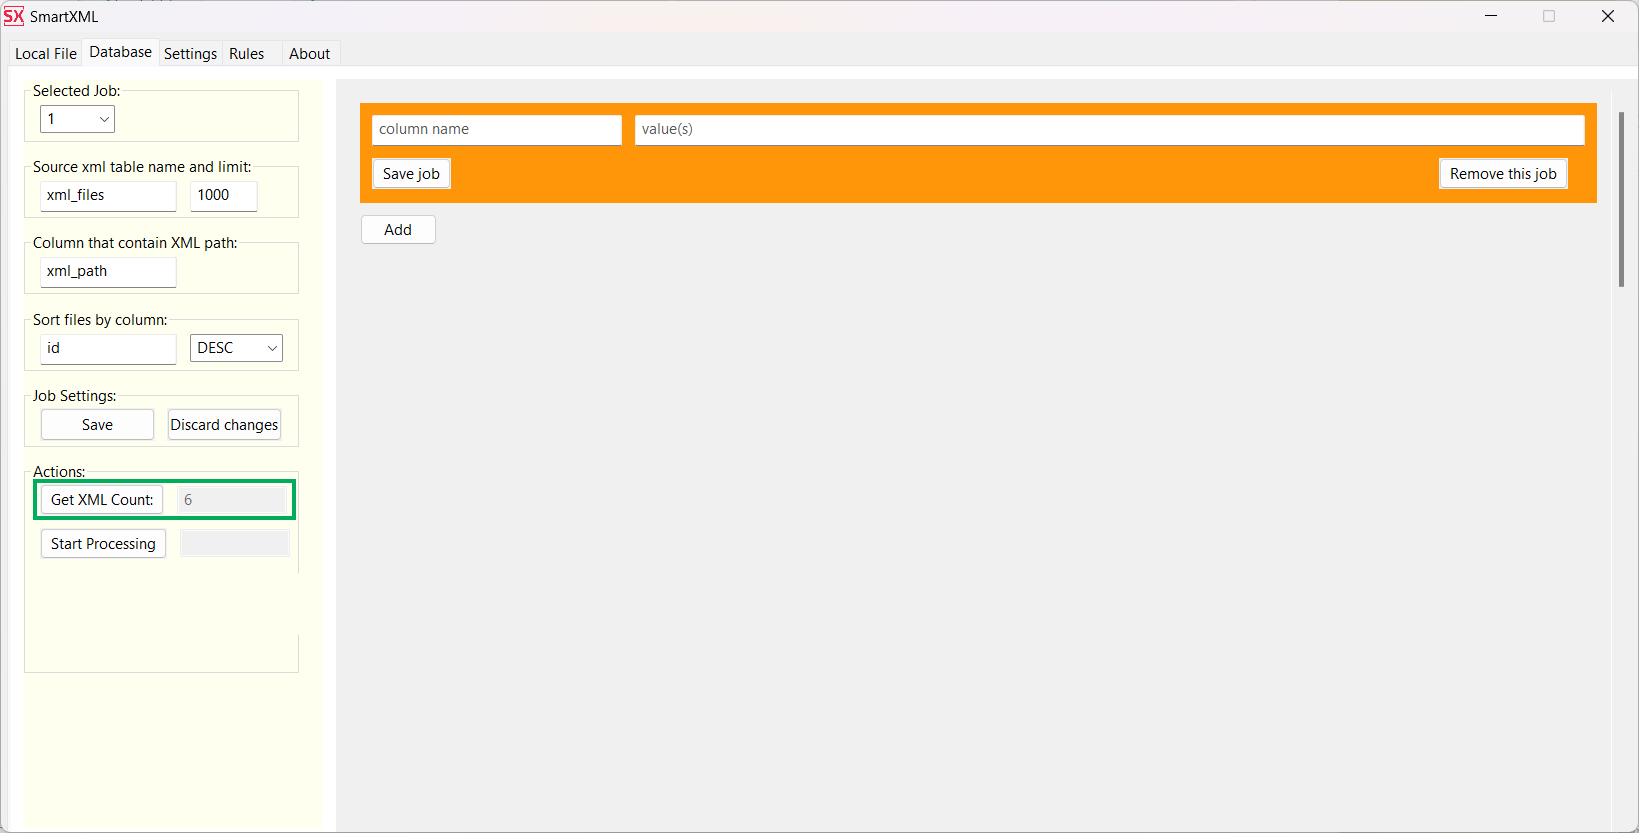 SX SmartXML
Local File Database Settings Rules About
Selected Job:
1
Source xml table name and limit:
xml_files 1000
Column that contain XML path:
xml_path
Sort files by column:
id DESC
Job Settings:
Save Discard changes
Actions:
Get XML Count: 6
Start Processing
column name value(s)
Save job Remove this job
Add